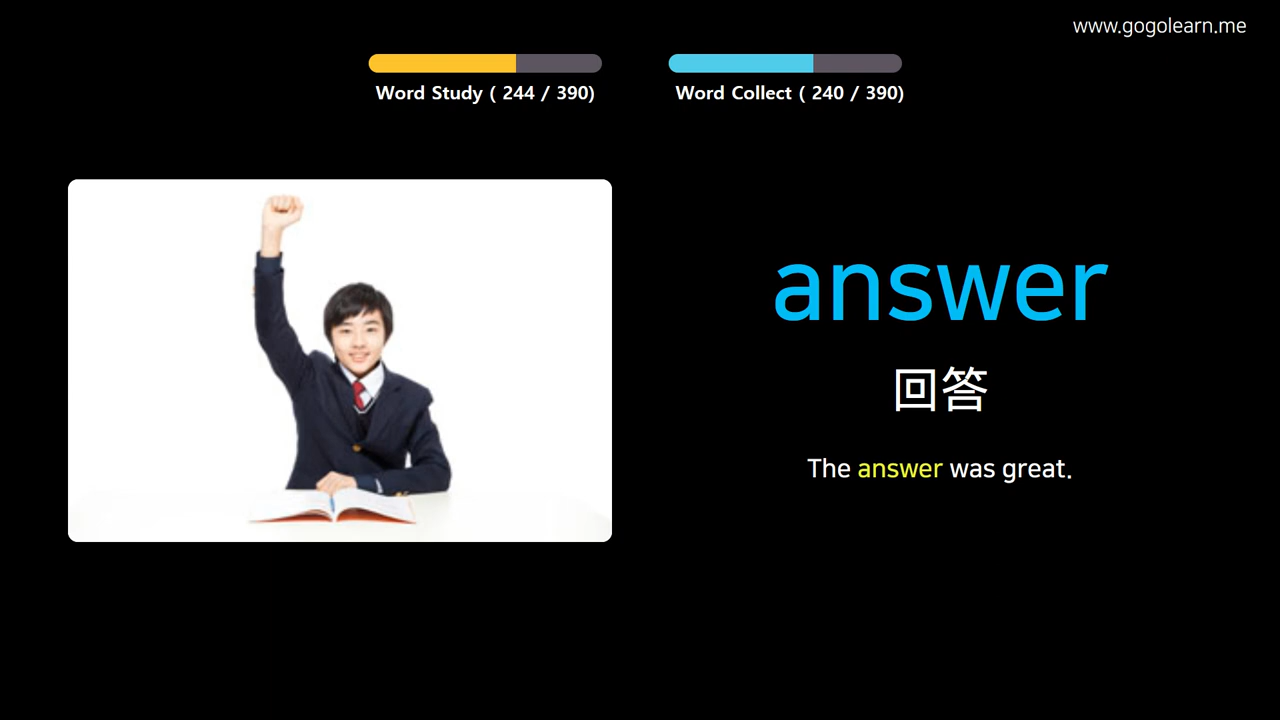 www.gogolearn.me
Word Study ( 244 / 390)
Word Collect ( 240 / 390)
answer
回答
The answer was great.